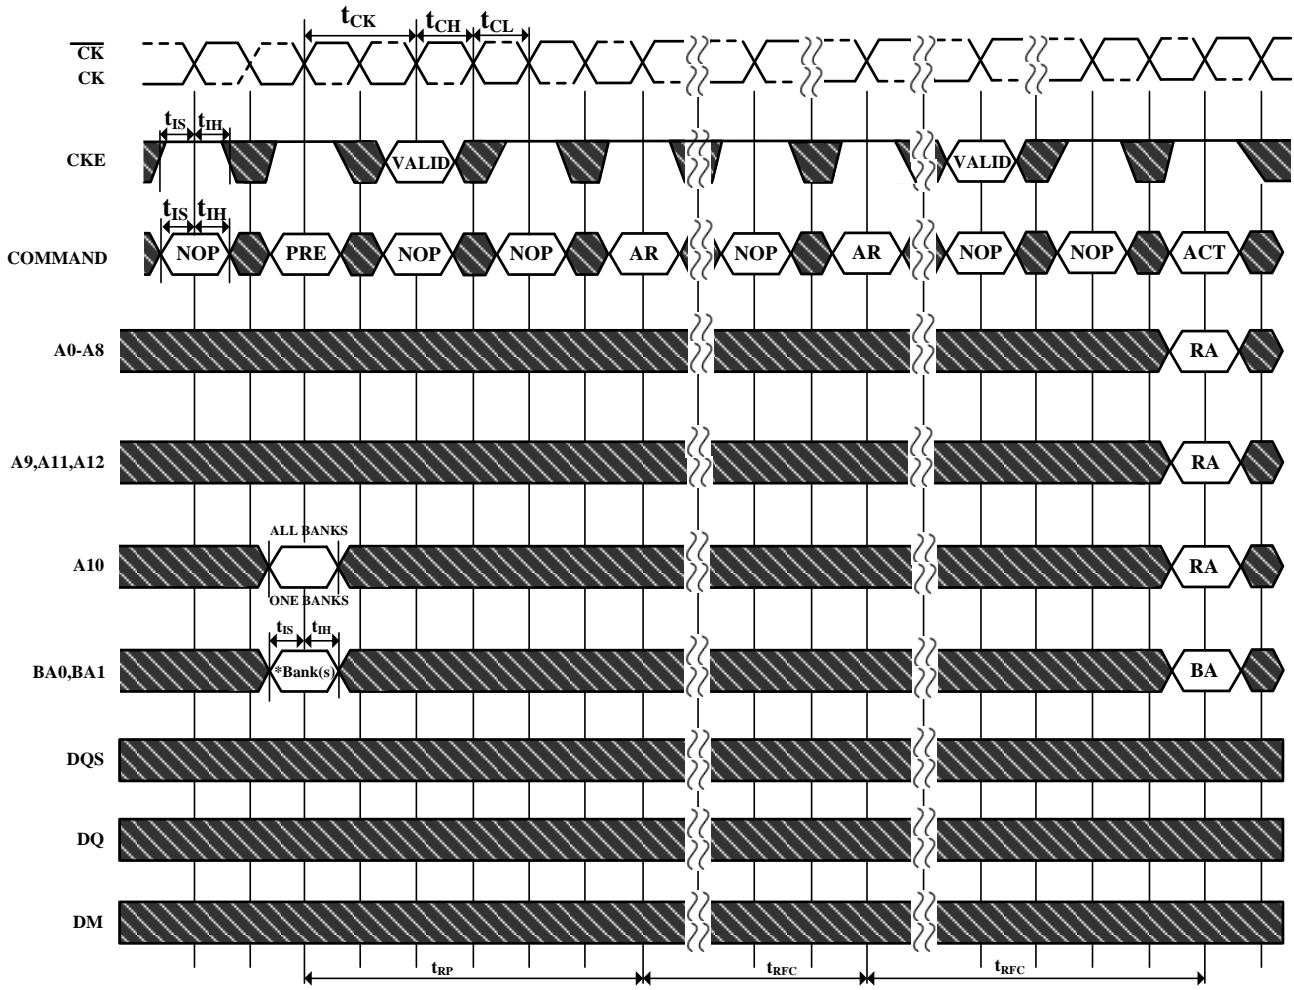 tCK tCH tCL
CK
CK
tIS tIH
CKE VALID VALID
tIS tIH
COMMAND NOP PRE NOP NOP AR NOP AR NOP NOP ACT
A0-A8 RA
A9,A11,A12 RA
ALL BANKS
A10 RA
ONE BANKS
tIS tIH
BA0,BA1 *Bank(s) BA
DQS
DQ
DM
tRP tRFC tRFC